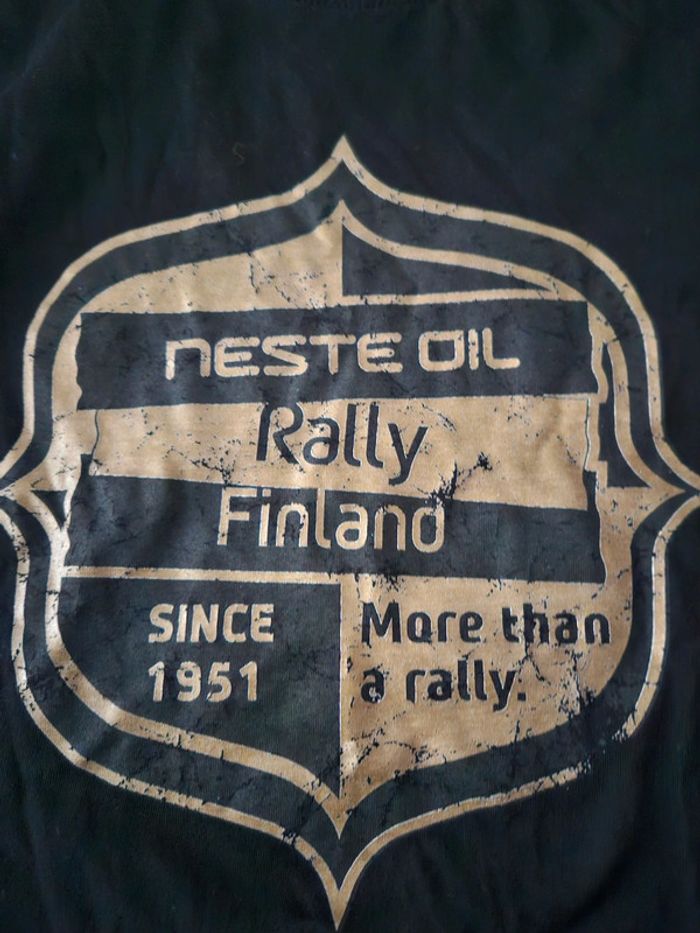 NESTE OIL
Rally
Finland
SINCE
1951
More than
a rally.